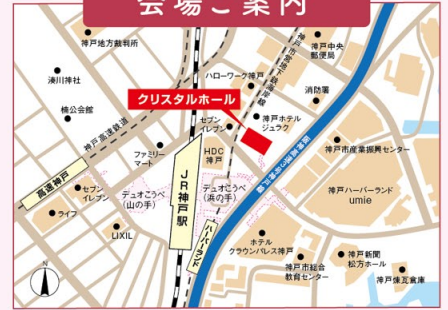 会場ご案内
神戸地方裁判所
湊川神社
楠公会館
神戸市営地下鉄海岸線
神戸中央
郵便局
ハローワーク神戸
消防署
クリスタルホール
セブン
イレブン
神戸ホテル
ジュラク
神戸市産業振興センター
ファミリー
マート
HDC
神戸
高速神戸
セブン
イレブン
ライフ
デュオこうべ
(山の手)
JR神戸駅
デュオこうべ
(浜の手)
ハーバーランド
神戸ハーバーランド
umie
LIXIL
ホテル
クラウンパレス神戸
神戸市総合
教育センター
神戸新聞
松方ホール
神戸煉瓦倉庫
N